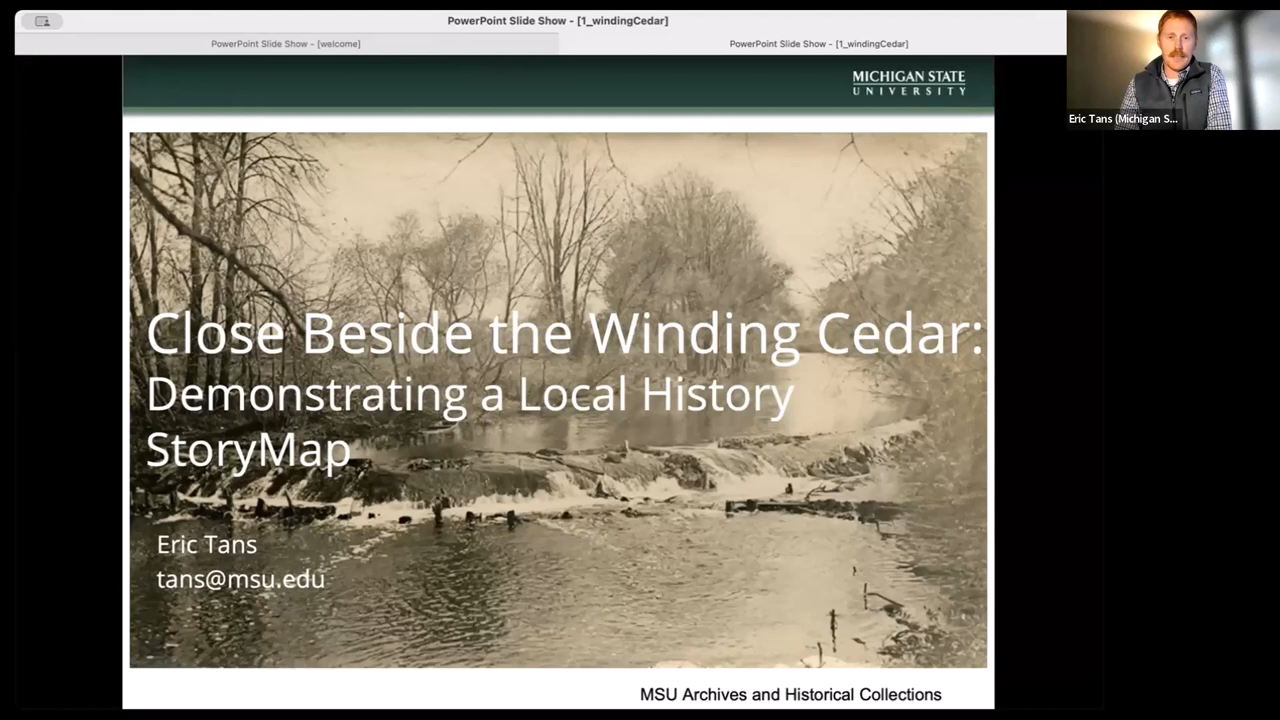 PowerPoint Slide Show - [1_windingCedar]
PowerPoint Slide Show - [welcome]
PowerPoint Slide Show - [1_windingCedar]
MICHIGAN STATE
UNIVERSITY
Eric Tans (Michigan S...
Close Beside the Winding Cedar:
Demonstrating a Local History
StoryMap
Eric Tans
tans@msu.edu
MSU Archives and Historical Collections